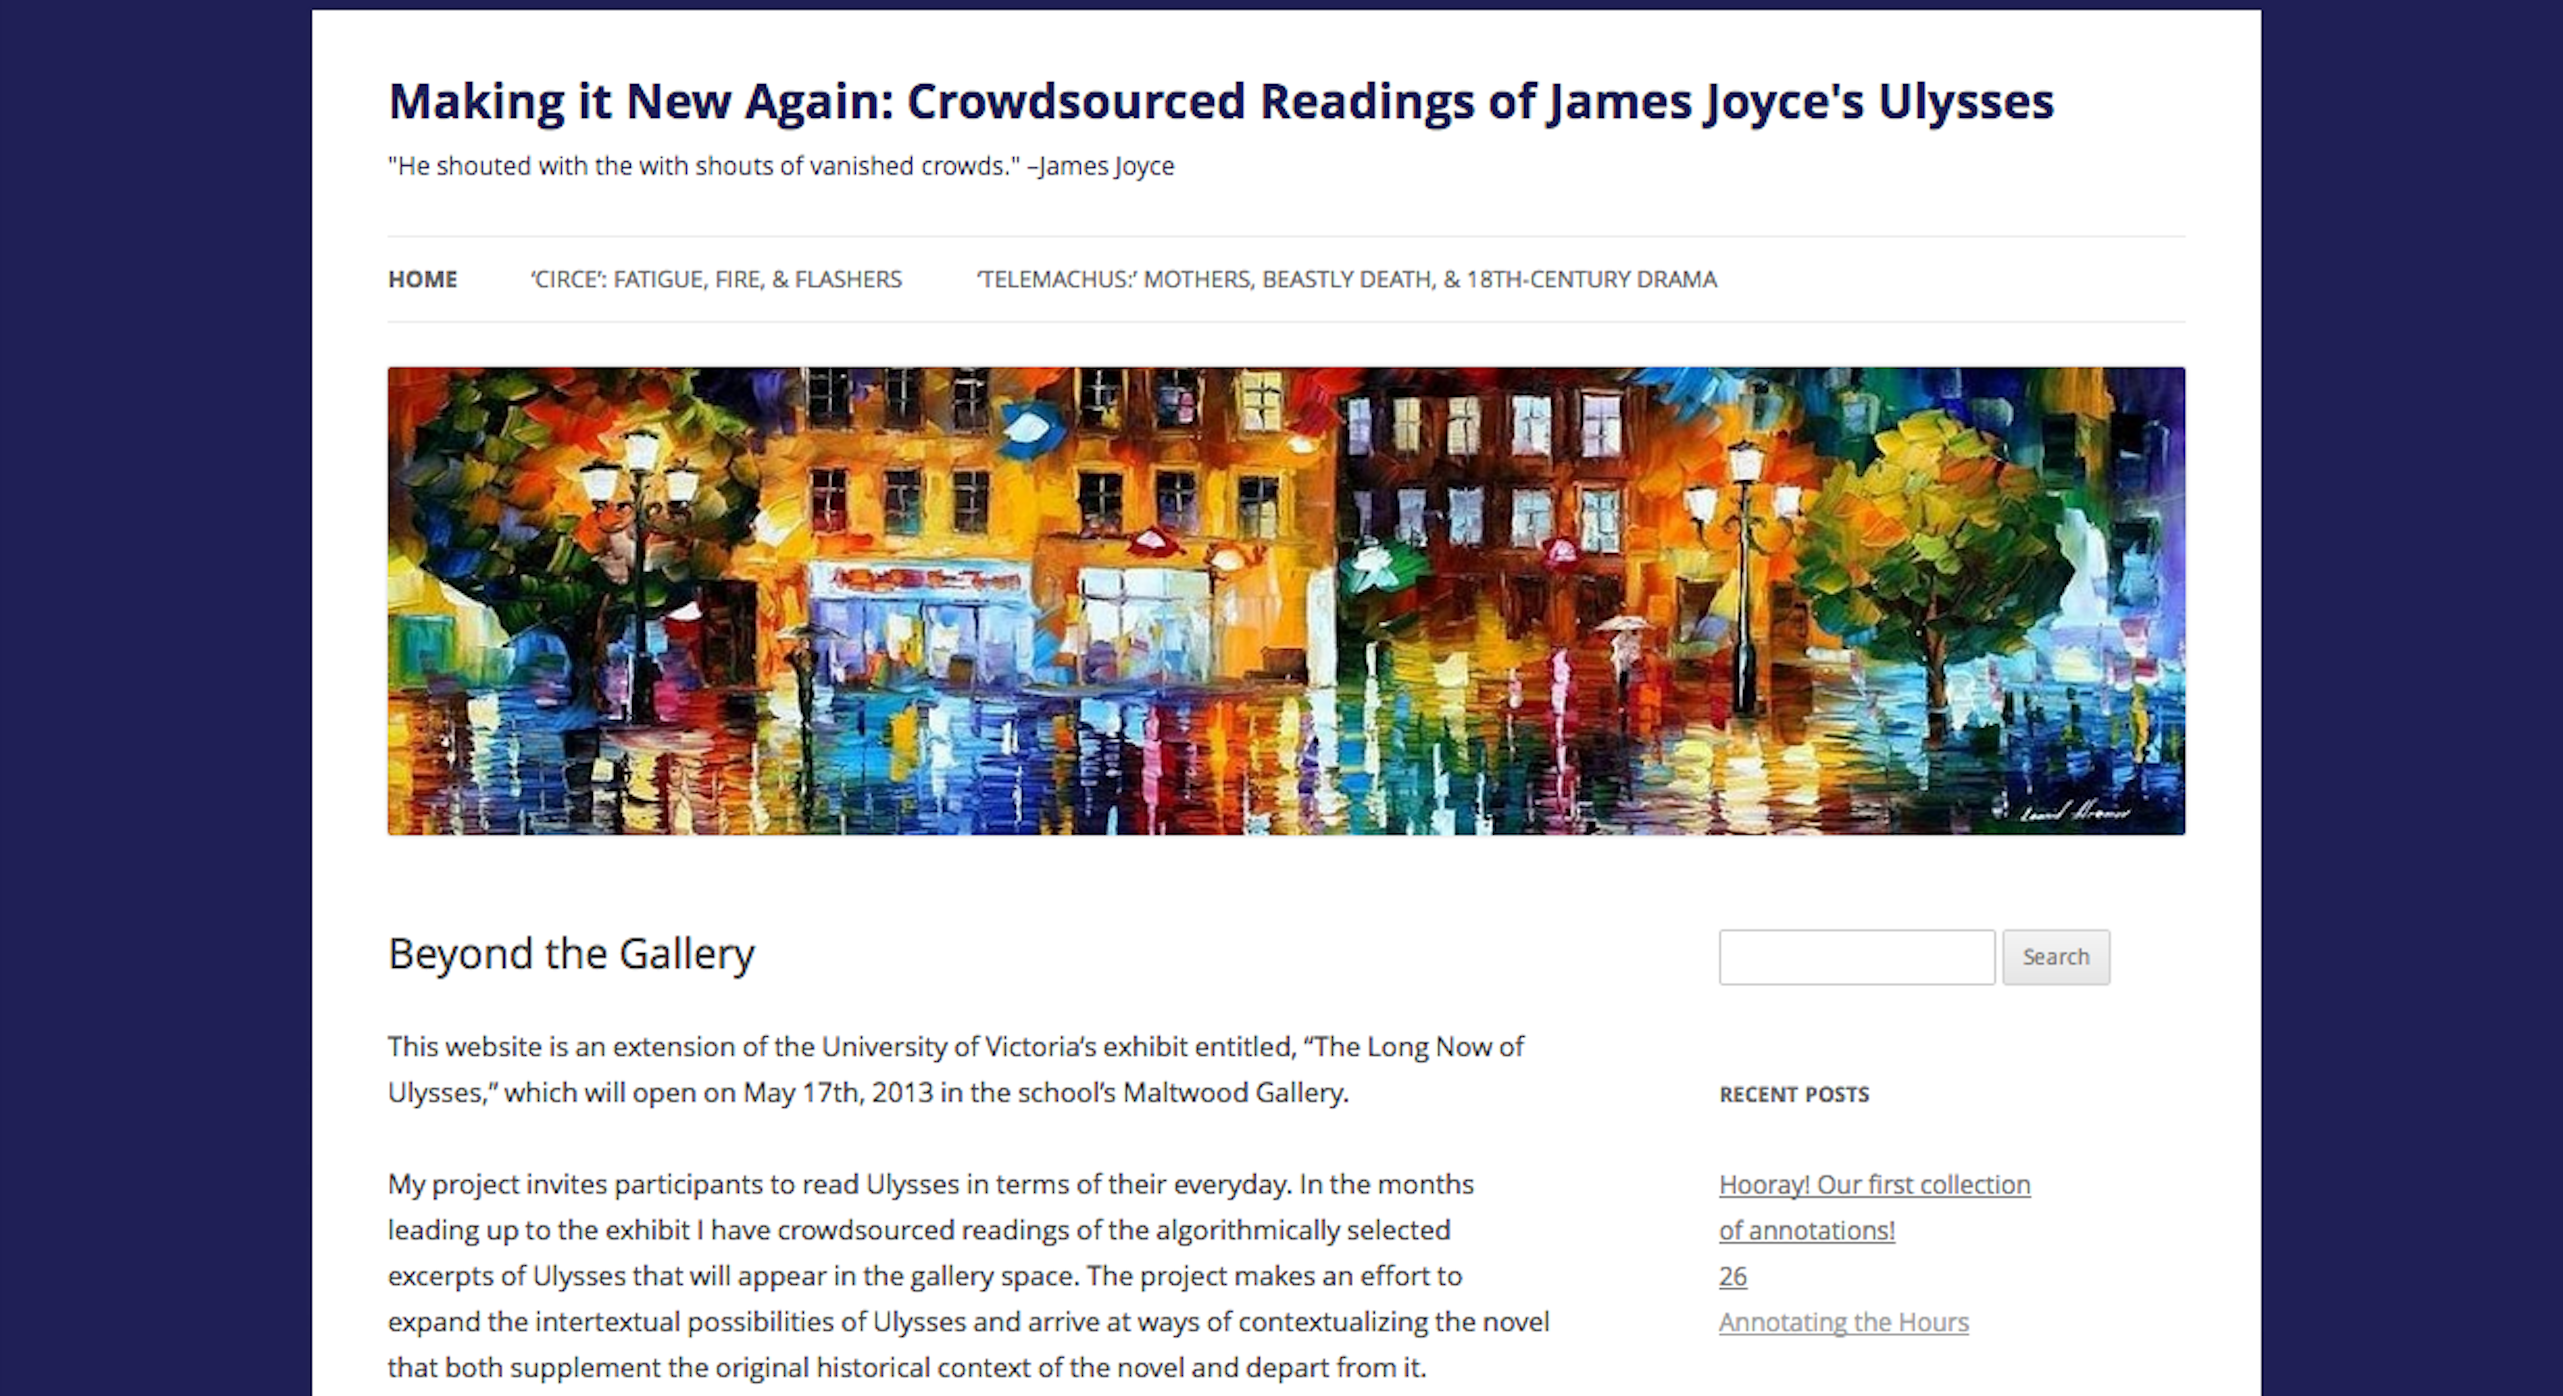 Making it New Again: Crowdsourced Readings of James Joyce's Ulysses
"He shouted with the with shouts of vanished crowds." –James Joyce
HOME ‘CIRCE’: FATIGUE, FIRE, & FLASHERS ‘TELEMACHUS:’ MOTHERS, BEASTLY DEATH, & 18TH-CENTURY DRAMA
Beyond the Gallery
Search
This website is an extension of the University of Victoria’s exhibit entitled, “The Long Now of
Ulysses,” which will open on May 17th, 2013 in the school’s Maltwood Gallery.
My project invites participants to read Ulysses in terms of their everyday. In the months
leading up to the exhibit I have crowdsourced readings of the algorithmically selected
excerpts of Ulysses that will appear in the gallery space. The project makes an effort to
expand the intertextual possibilities of Ulysses and arrive at ways of contextualizing the novel
that both supplement the original historical context of the novel and depart from it.
RECENT POSTS
Hooray! Our first collection
of annotations!
26
Annotating the Hours